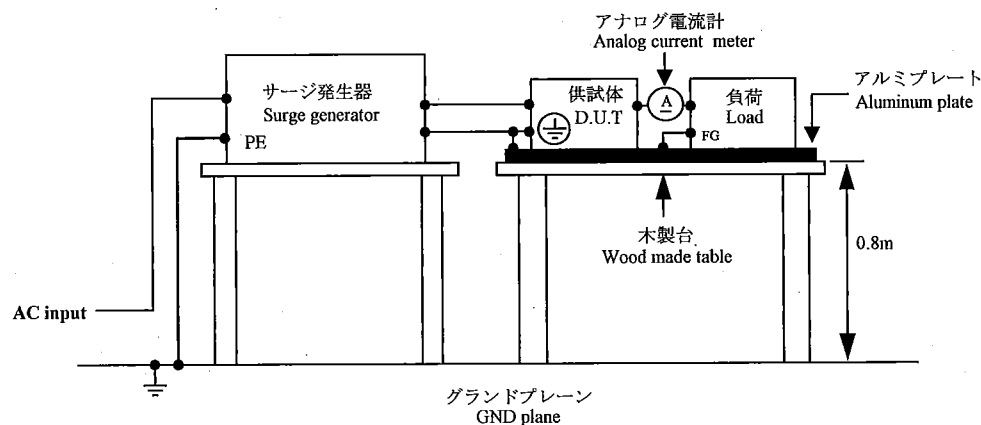 アナログ電流計
Analog current meter
サージ発生器
Surge generator
PE
供試体
D.U.T
A
負荷
Load
FG
アルミプレート
Aluminum plate
木製台
Wood made table
0.8m
AC input
グランドプレーン
GND plane